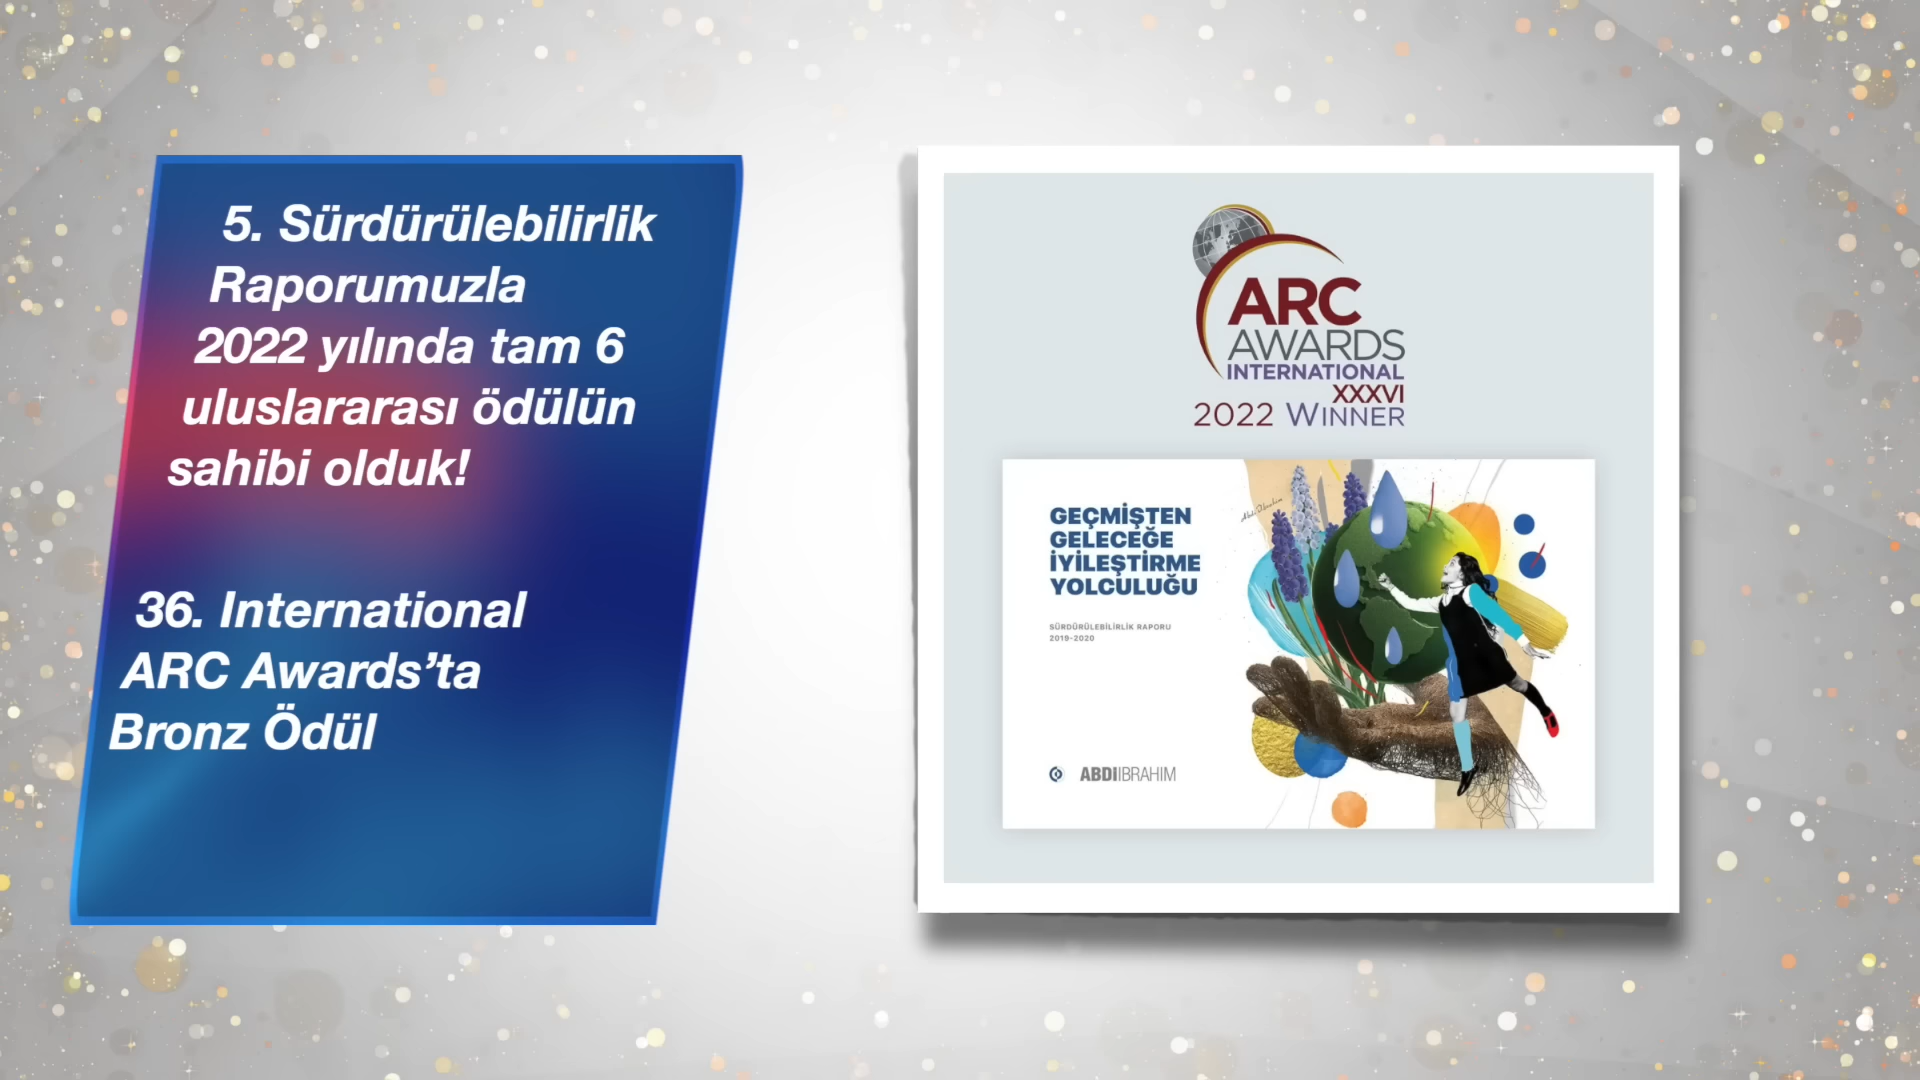 5. Sürdürülebilirlik
Raporumuzla
2022 yılında tam 6
uluslararası ödülün
sahibi olduk!
36. International
ARC Awards’ta
Bronz Ödül
ARC
AWARDS
INTERNATIONAL
XXXVI
2022 WINNER
GEÇMİŞTEN
GELECEĞE
İYİLEŞTİRME
YOLCULUĞU
SÜRDÜRÜLEBİLİRLİK RAPORU
2019-2020
Abdi İbrahim
ABDIIBRAHIM